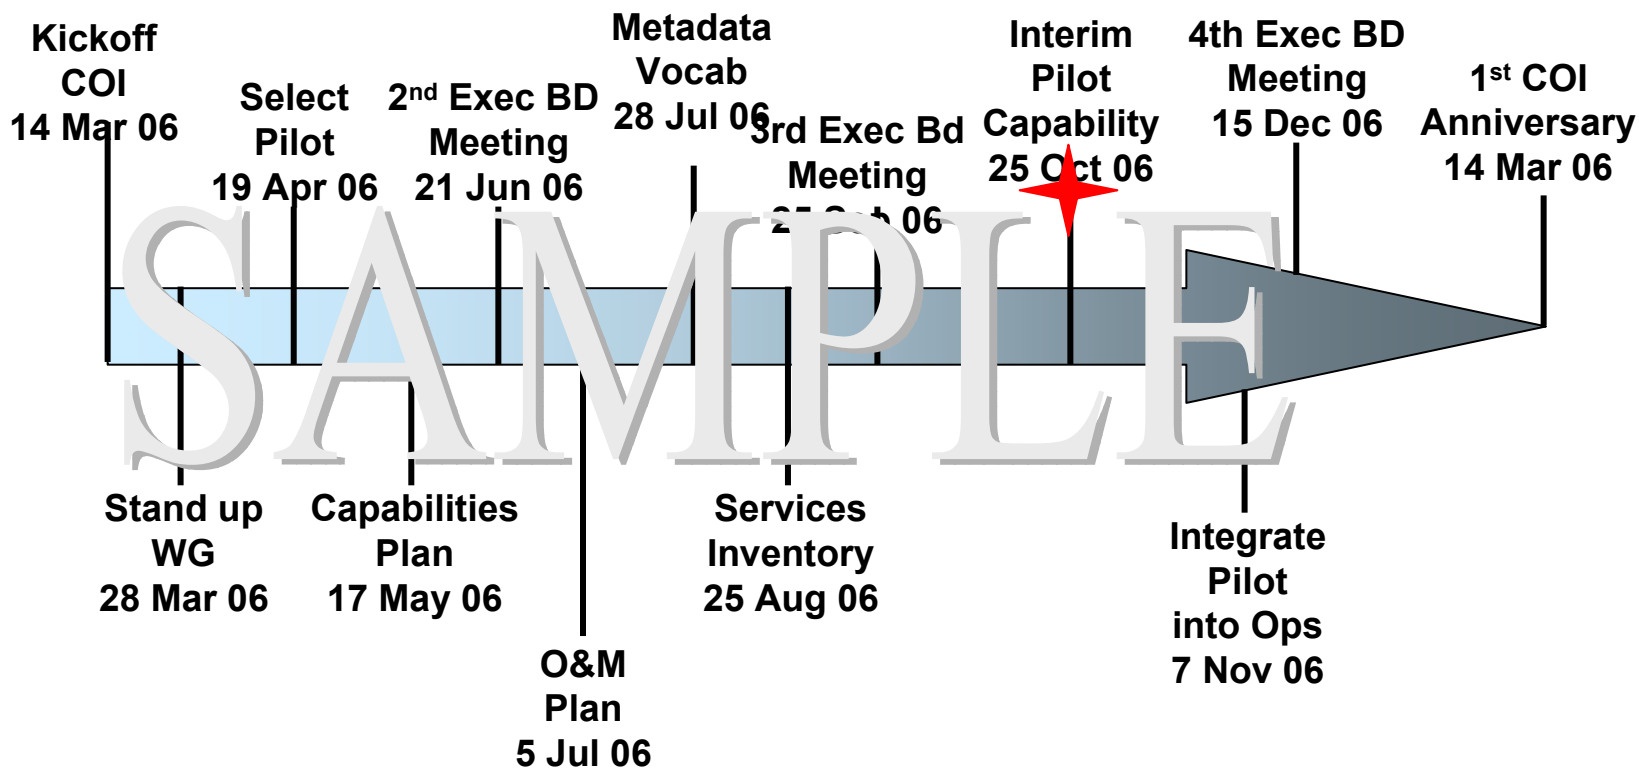 Kickoff
COI
14 Mar 06
Select
Pilot
19 Apr 06
2nd Exec BD
Meeting
21 Jun 06
Metadata
Vocab
28 Jul 06
3rd Exec Bd
Meeting
25 Sep 06
Interim
Pilot
Capability
25 Oct 06
4th Exec BD
Meeting
15 Dec 06
1st COI
Anniversary
14 Mar 06
SAMPLE
Stand up
WG
28 Mar 06
Capabilities
Plan
17 May 06
O&M
Plan
5 Jul 06
Services
Inventory
25 Aug 06
Integrate
Pilot
into Ops
7 Nov 06